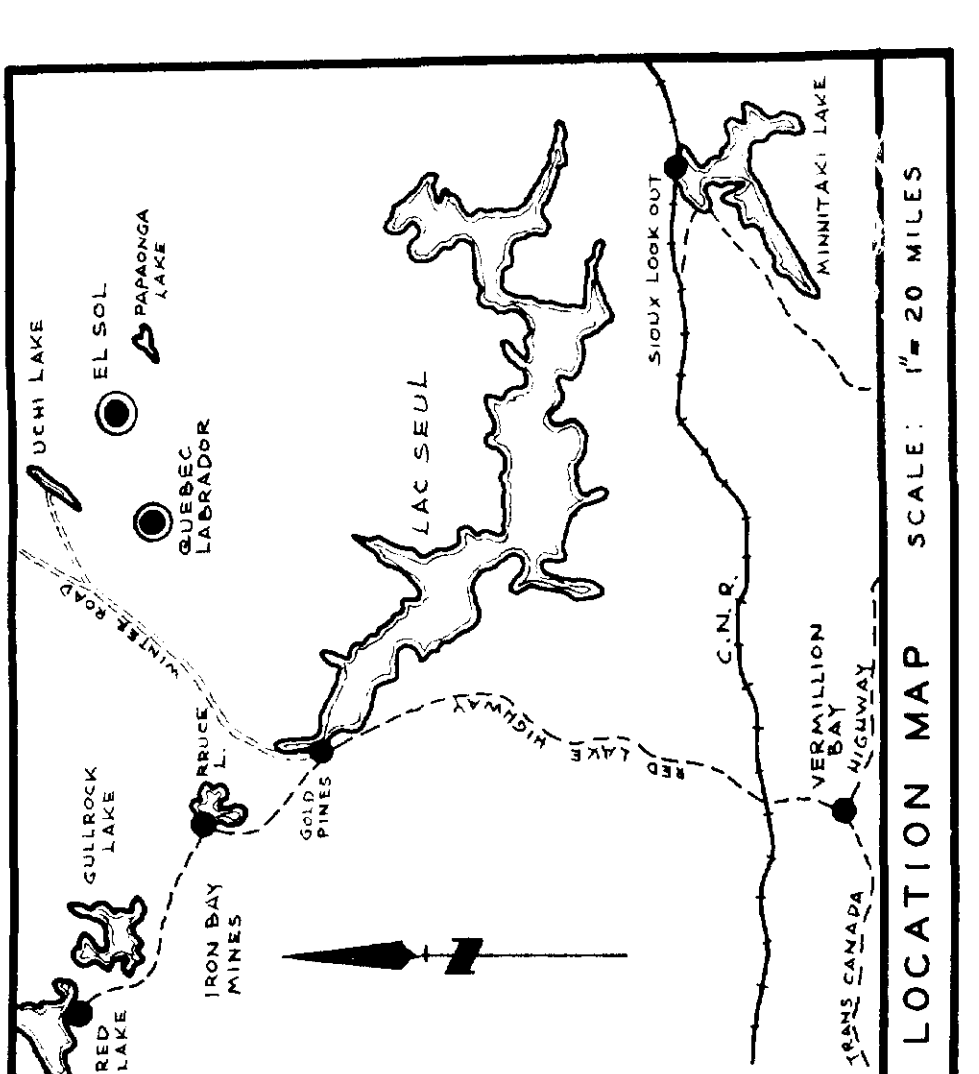 RED
LAKE
GULLROCK
LAKE
UCHI LAKE
WINTER ROAD
EL SOL
PAPAONGA
LAKE
QUEBEC
LABRADOR
IRON BAY
MINES
RRUCE
L.
GOLD
PINES
LAC SEUL
N
RED LAKE HIGHWAY
SIOUX LOOK OUT
C.N.R.
MINNITAKI LAKE
VERMILLION
BAY
TRANS CANADA HIGHWAY
LOCATION MAP SCALE: 1"= 20 MILES